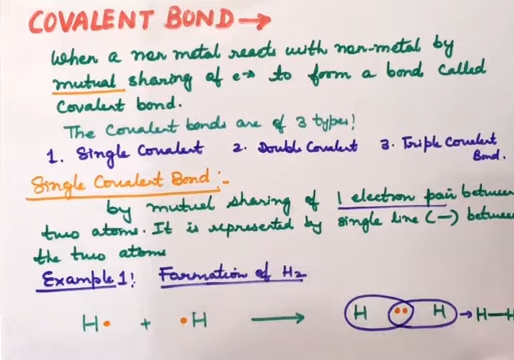 COVALENT BOND →
When a non metal reacts with non-metal by
mutual sharing of e→ to form a bond called
Covalent bond.
The Covalent bonds are of 3 types!
1. Single Covalent 2. Double Covalent 3. Triple Covalent
Bond.
Single Covalent Bond:-
by mutual sharing of 1 electron pair between
two atoms. It is represented by single line (—) between
the two atoms
Example 1! Formation of H2
H• + •H → H •• H → H—H